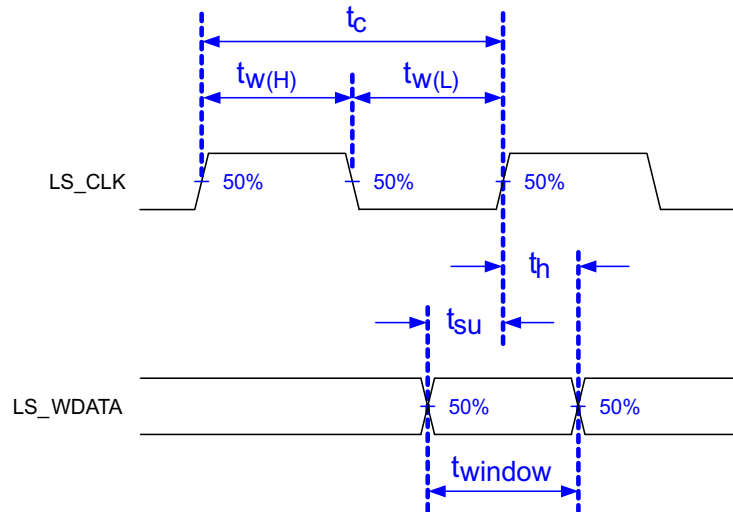 tc
tw(H) tw(L)
LS_CLK 50% 50% 50%
th
tsu
LS_WDATA 50% 50%
twindow